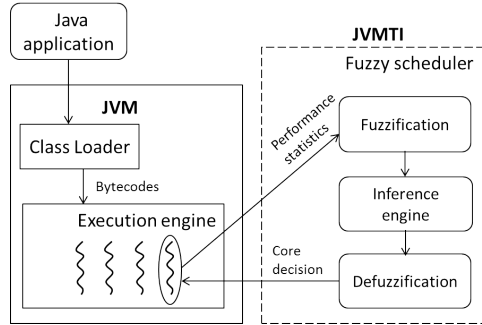 Java
application
JVM
Class Loader
Bytecodes
Execution engine
Performance
statistics
JVMTI
Fuzzy scheduler
Fuzzification
Inference
engine
Defuzzification
Core
decision